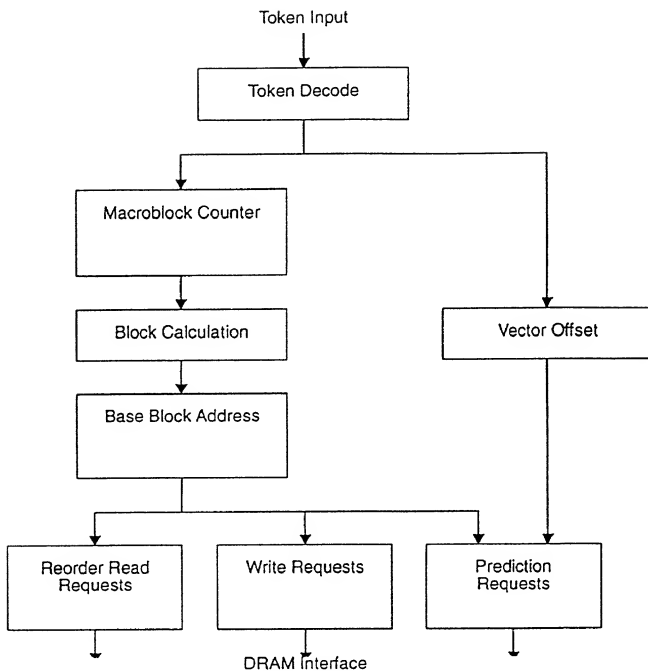 Token Input
Token Decode
Macroblock Counter
Block Calculation
Vector Offset
Base Block Address
Reorder Read
Requests
Write Requests
Prediction
Requests
DRAM Interface